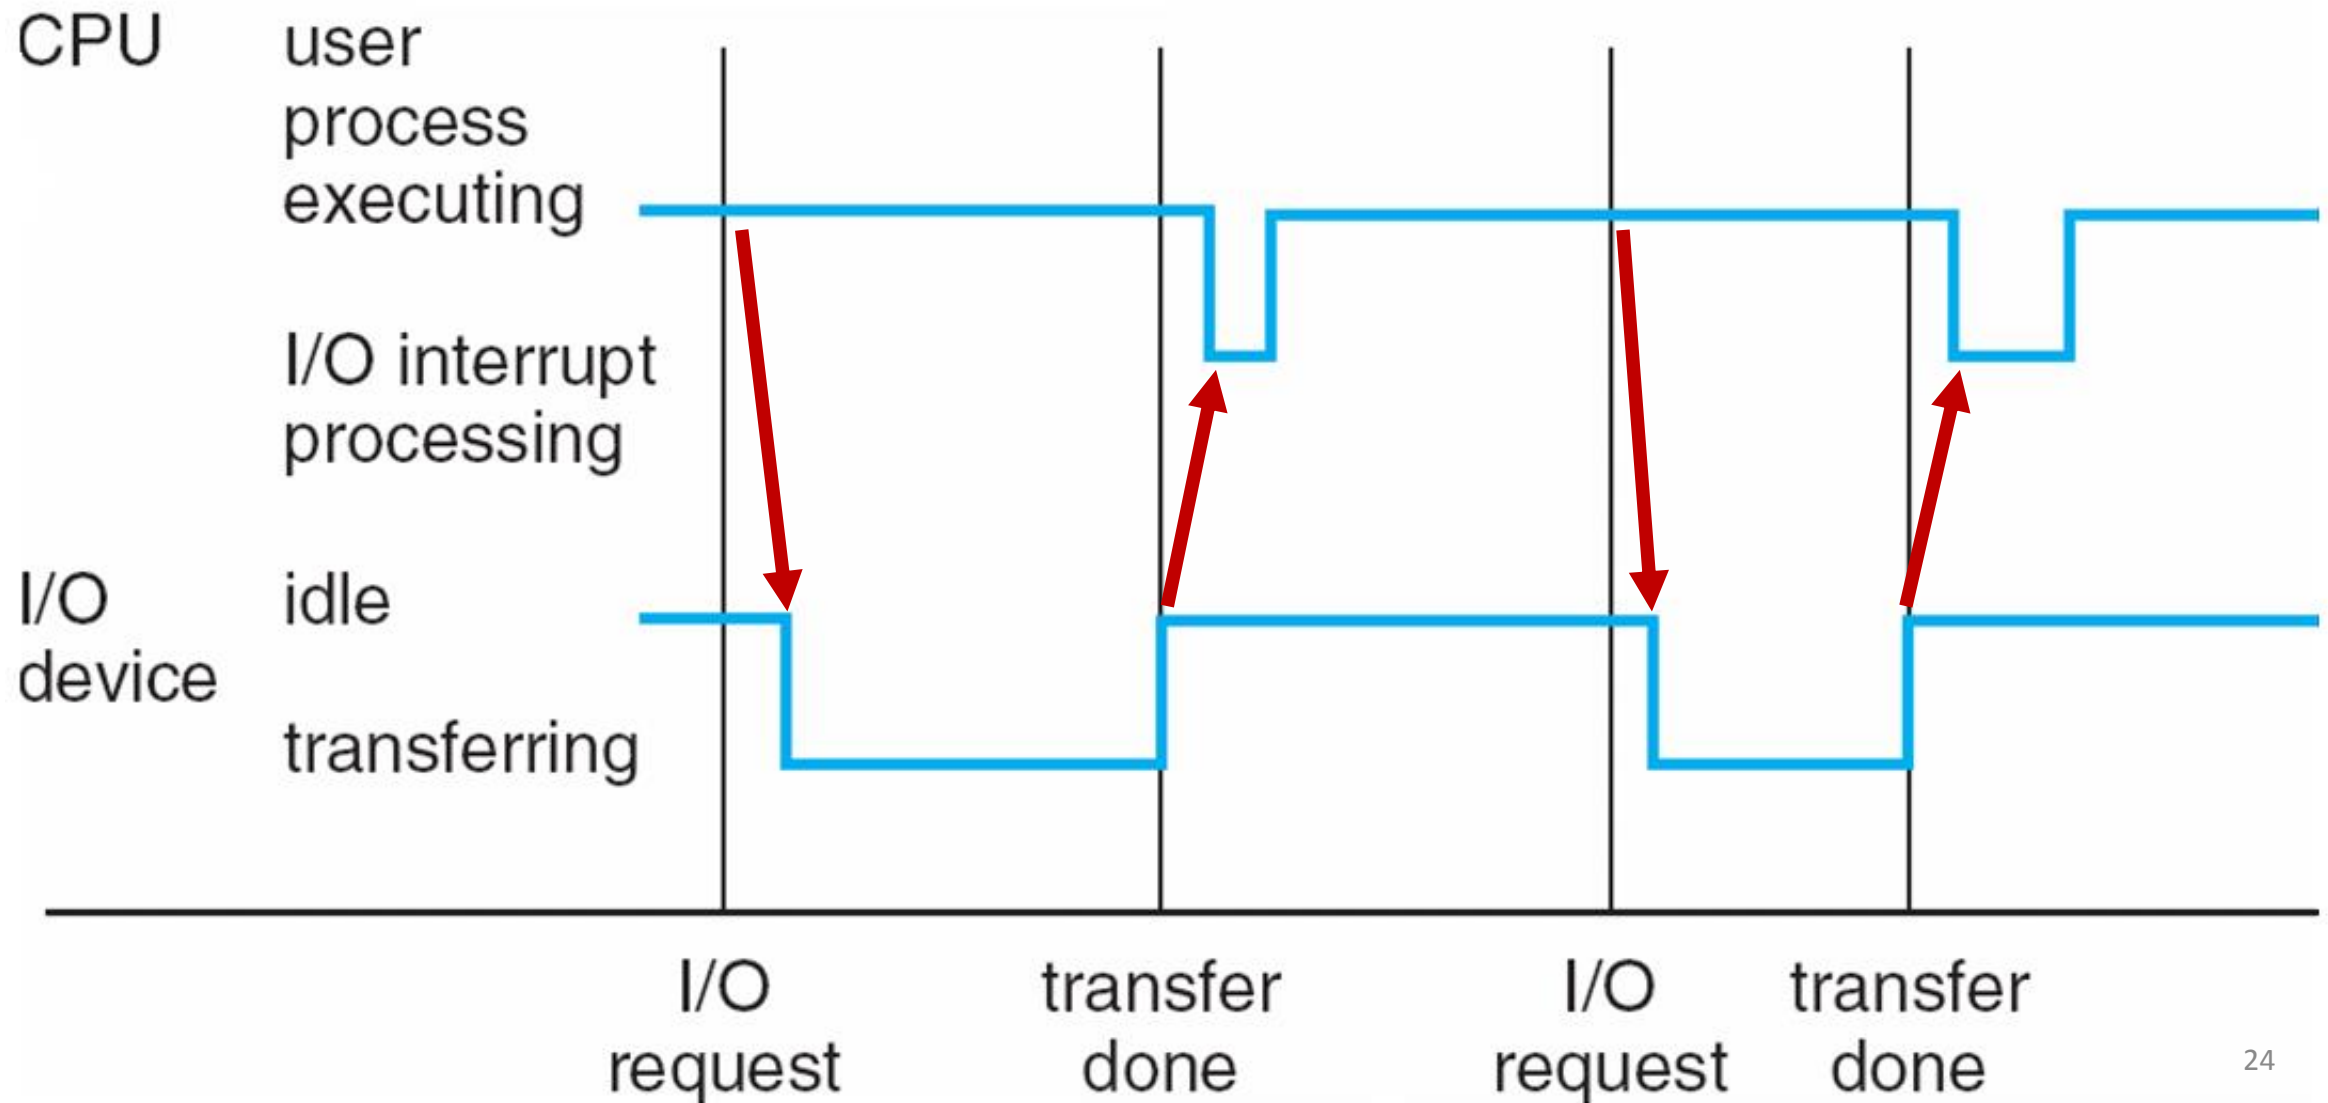 CPU
user
process
executing
I/O interrupt
processing
I/O
device
idle
transferring
I/O
request
transfer
done
I/O
request
transfer
done
24